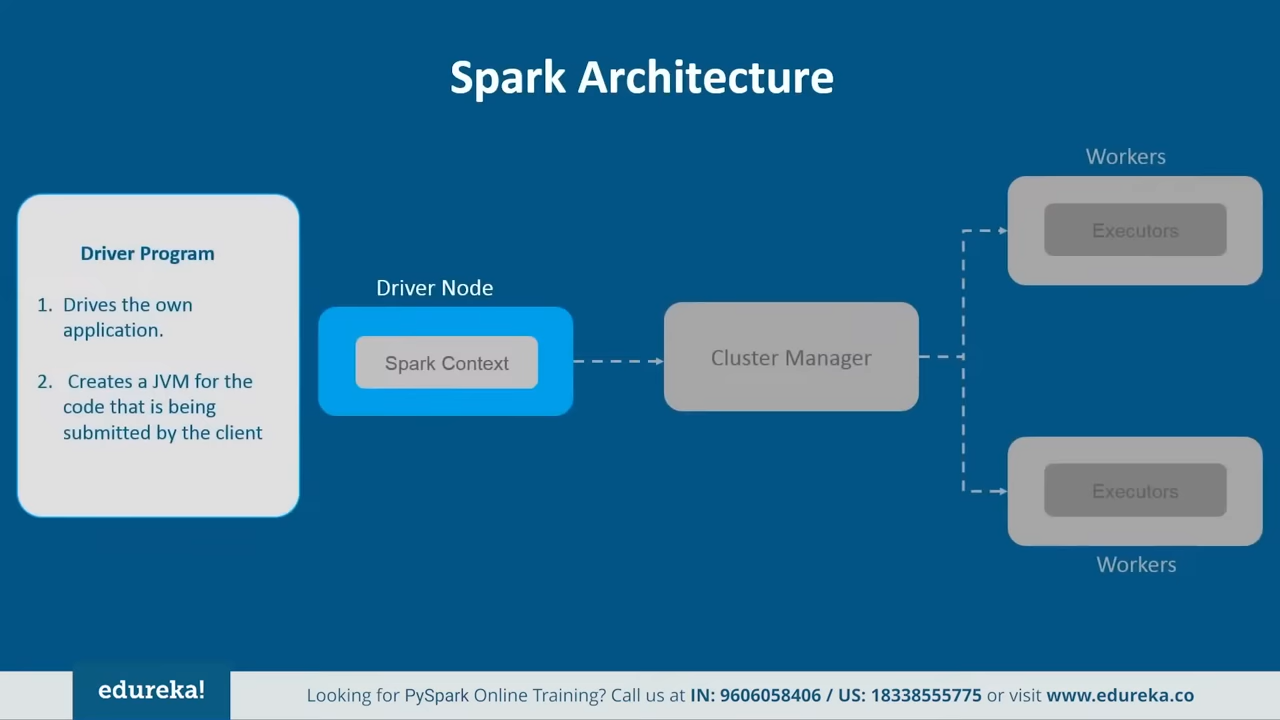 Spark Architecture
Workers
Executors
Driver Program
1. Drives the own
application.
2. Creates a JVM for the
code that is being
submitted by the client
Driver Node
Spark Context
Cluster Manager
Executors
Workers
edureka!
Looking for PySpark Online Training? Call us at IN: 9606058406 / US: 18338555775 or visit www.edureka.co